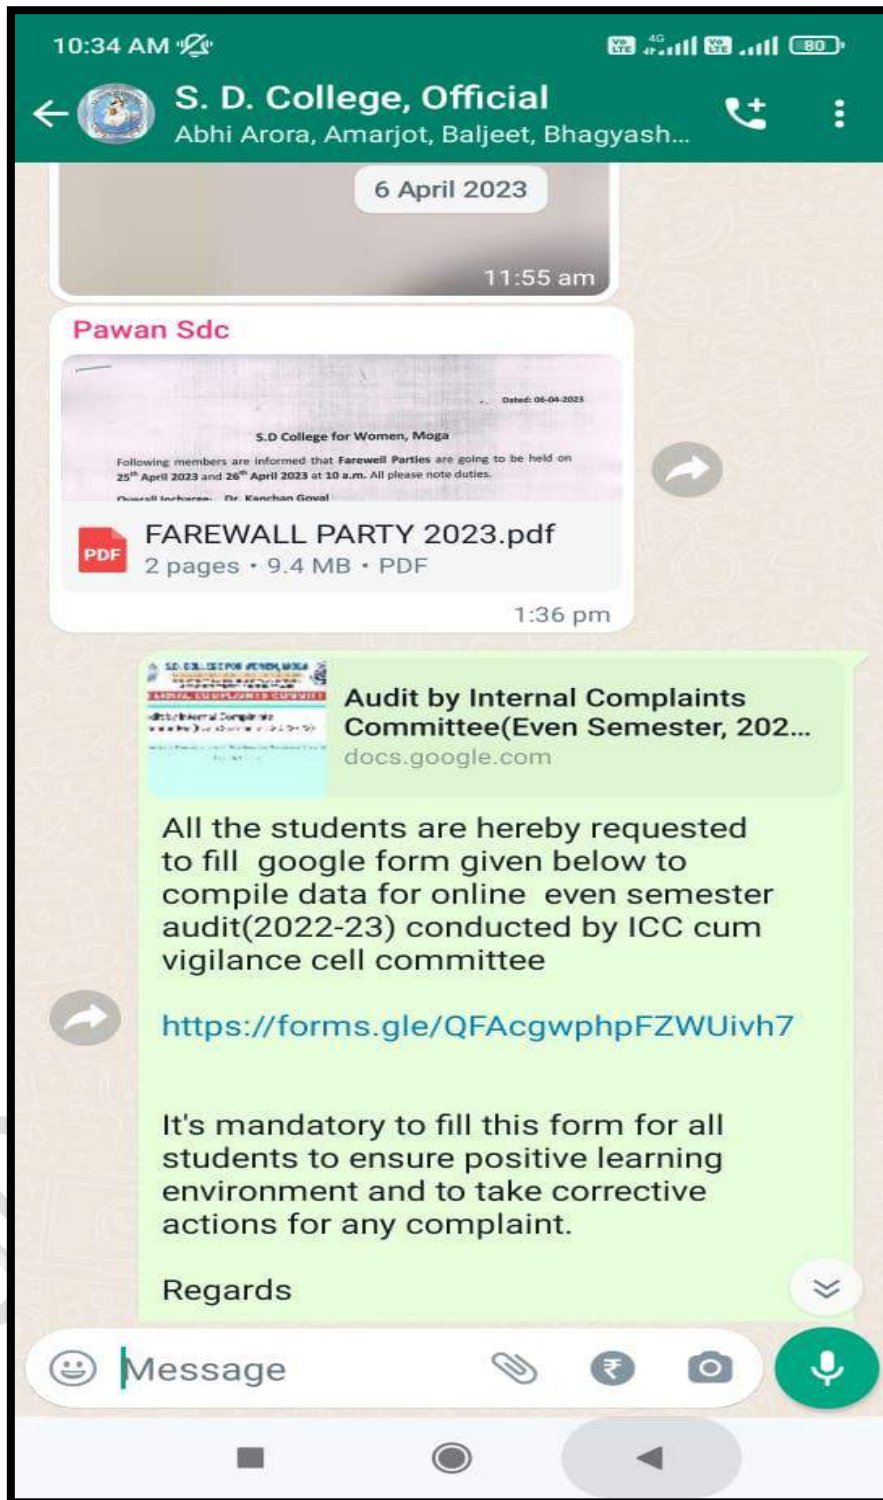 10:34 AM
VoLTE 4G VoLTE 80
S. D. College, Official
Abhi Arora, Amarjot, Baljeet, Bhagyash...
6 April 2023
11:55 am
Pawan Sdc
Dated: 06-04-2023
S.D College for Women, Moga
Following members are informed that Farewell Parties are going to be held on
25th April 2023 and 26th April 2023 at 10 a.m. All please note duties.
Overall Incharge: Dr. Kanchan Goyal
PDF
FAREWALL PARTY 2023.pdf
2 pages • 9.4 MB • PDF
1:36 pm
S.D. COLLEGE FOR WOMEN, MOGA
Audit by Internal Complaints
Committee(Even Semester, 202...
docs.google.com
All the students are hereby requested
to fill google form given below to
compile data for online even semester
audit(2022-23) conducted by ICC cum
vigilance cell committee
https://forms.gle/QFAcgwphpFZWUivh7
It's mandatory to fill this form for all
students to ensure positive learning
environment and to take corrective
actions for any complaint.
Regards
Message